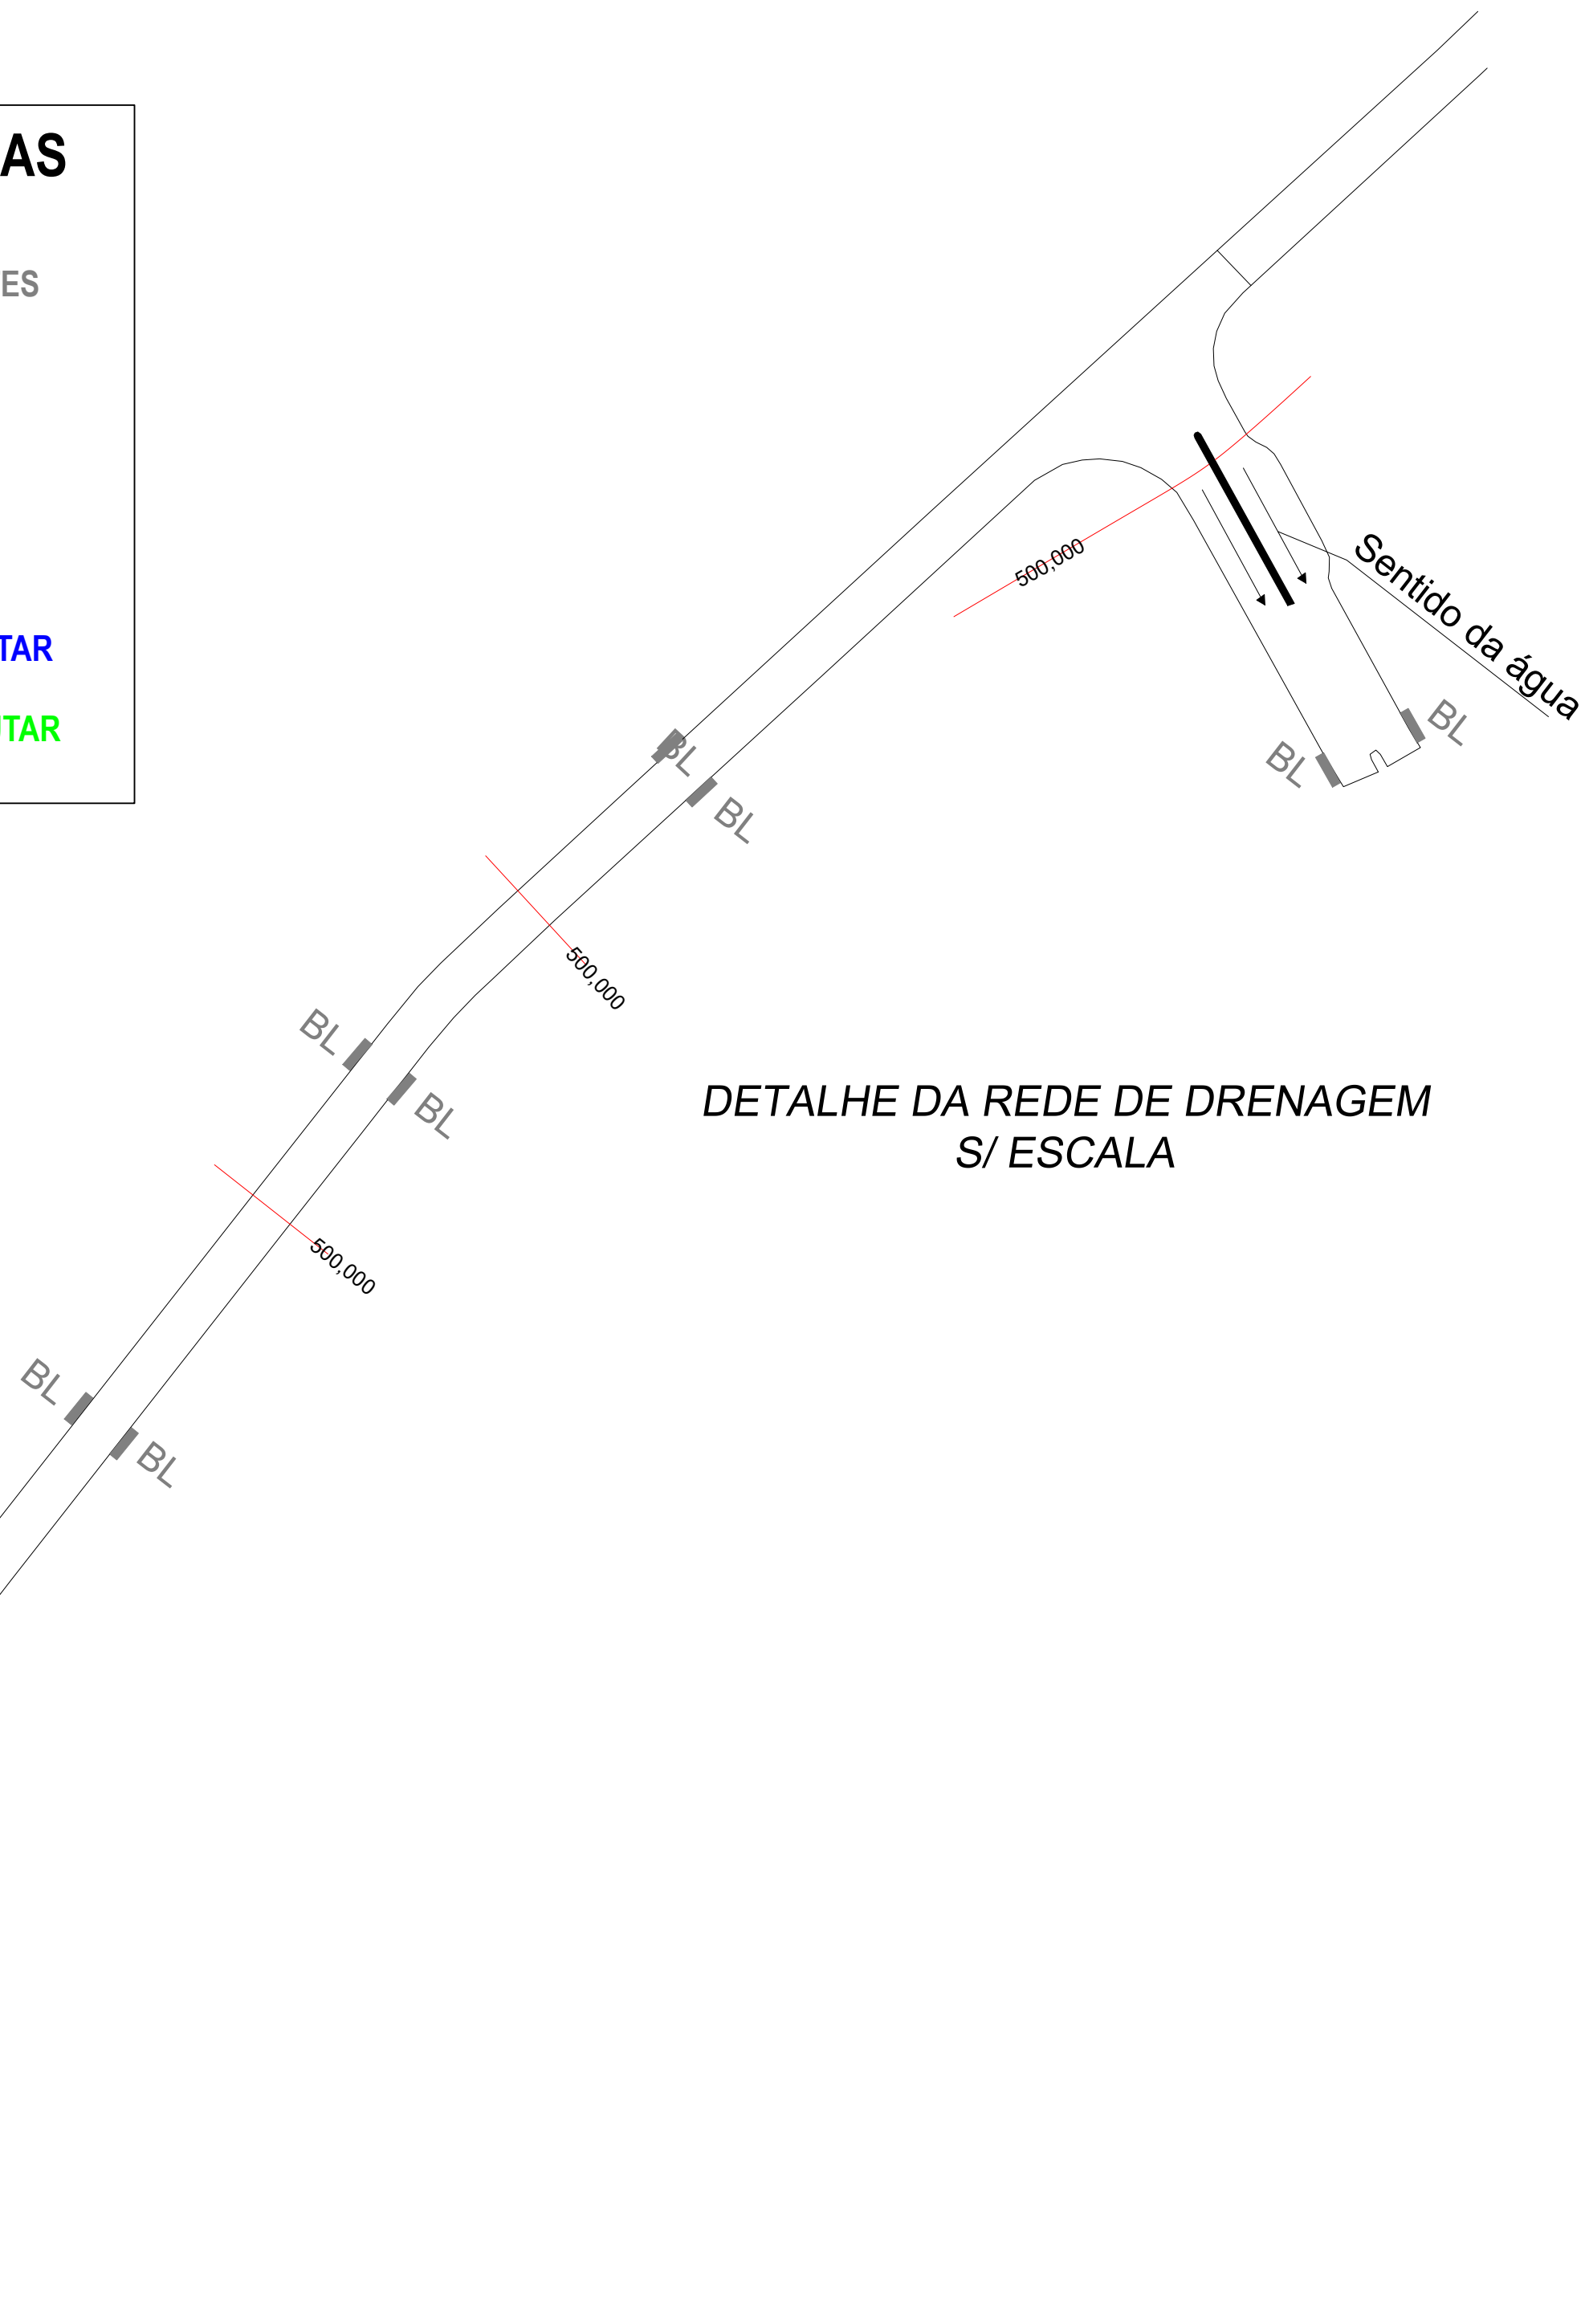 AS
ES
TAR
UTAR
500,000
Sentido da água
BL
BL
BL
BL
500,000
BL
BL
DETALHE DA REDE DE DRENAGEM
S/ ESCALA
500,000
BL
BL